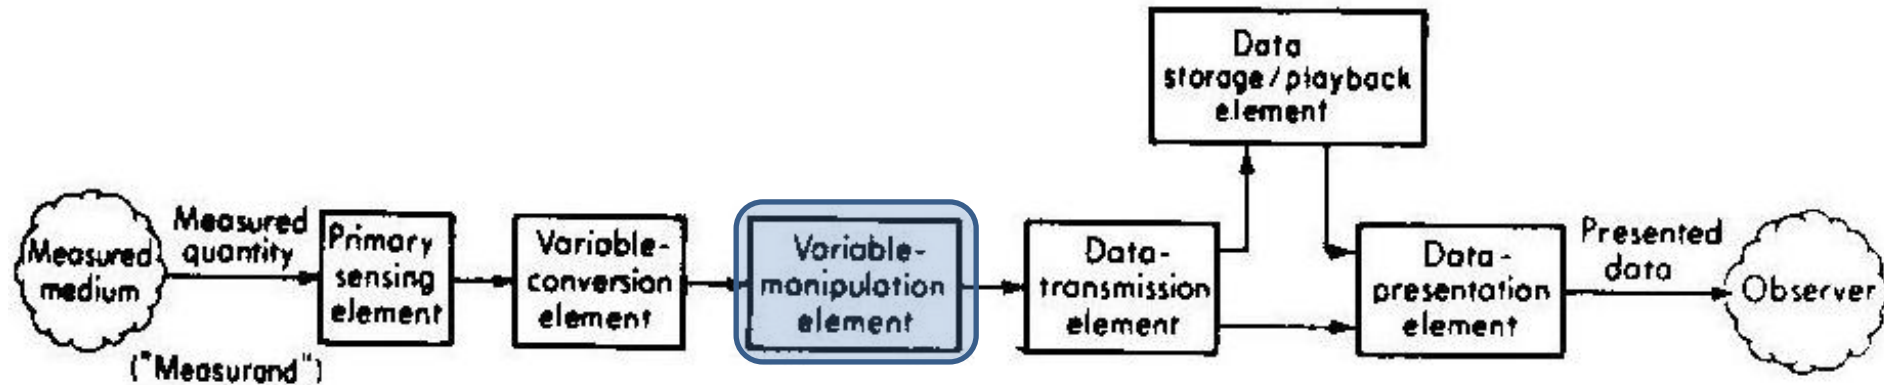 Measured
medium
("Measurand")
Measured
quantity
Primary
sensing
element
Variable-
conversion
element
Variable-
manipulation
element
Data-
transmission
element
Data
storage/playback
element
Data-
presentation
element
Presented
data
Observer